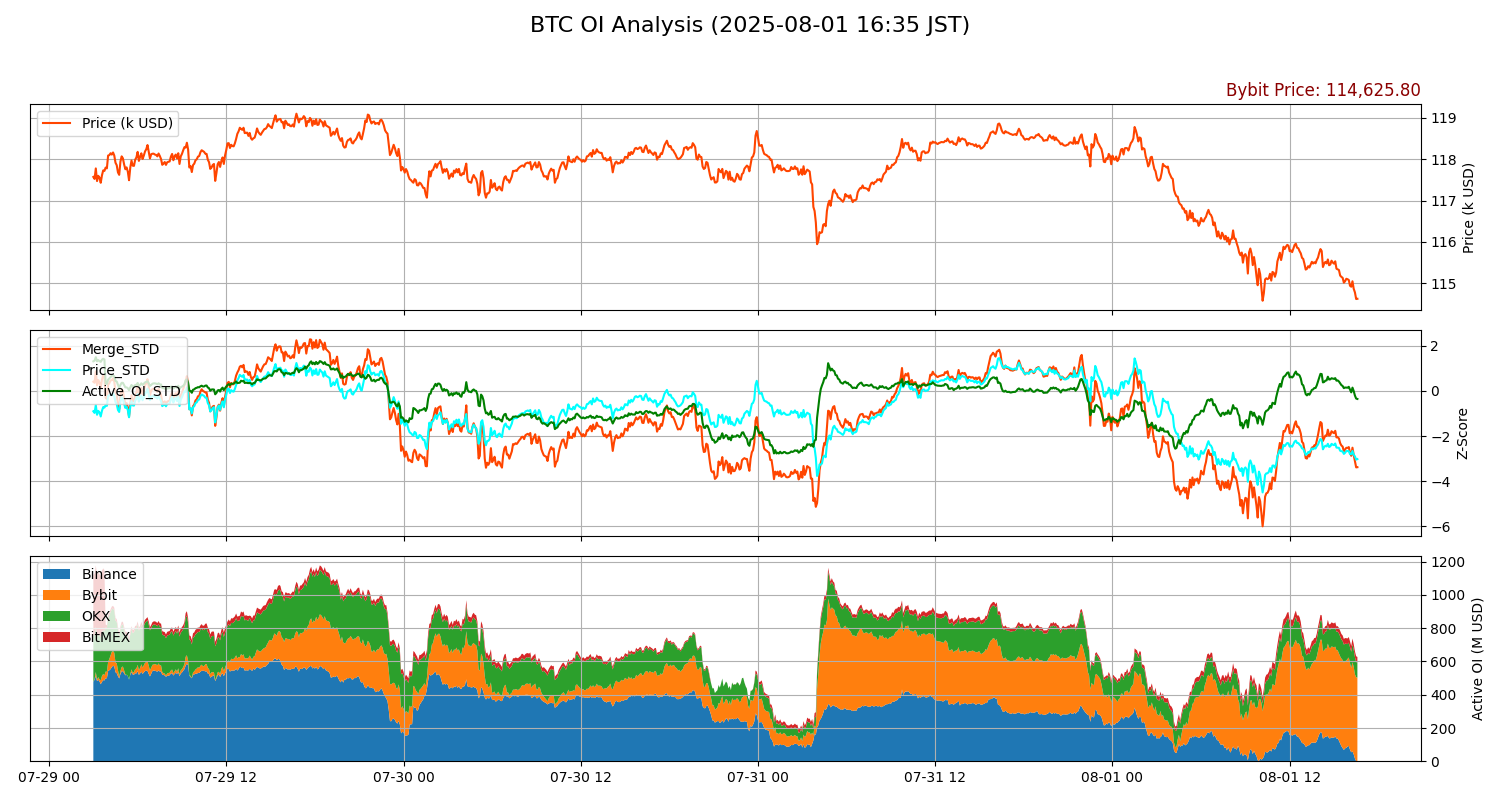 BTC OI Analysis (2025-08-01 16:35 JST)
Bybit Price: 114,625.80
Price (k USD)
119
118
117
116
115
Price (k USD)
Merge_STD
Price_STD
Active_OI_STD
2
0
−2
−4
−6
Z-Score
Binance
Bybit
OKX
BitMEX
1200
1000
800
600
400
200
0
Active OI (M USD)
07-29 00
07-29 12
07-30 00
07-30 12
07-31 00
07-31 12
08-01 00
08-01 12